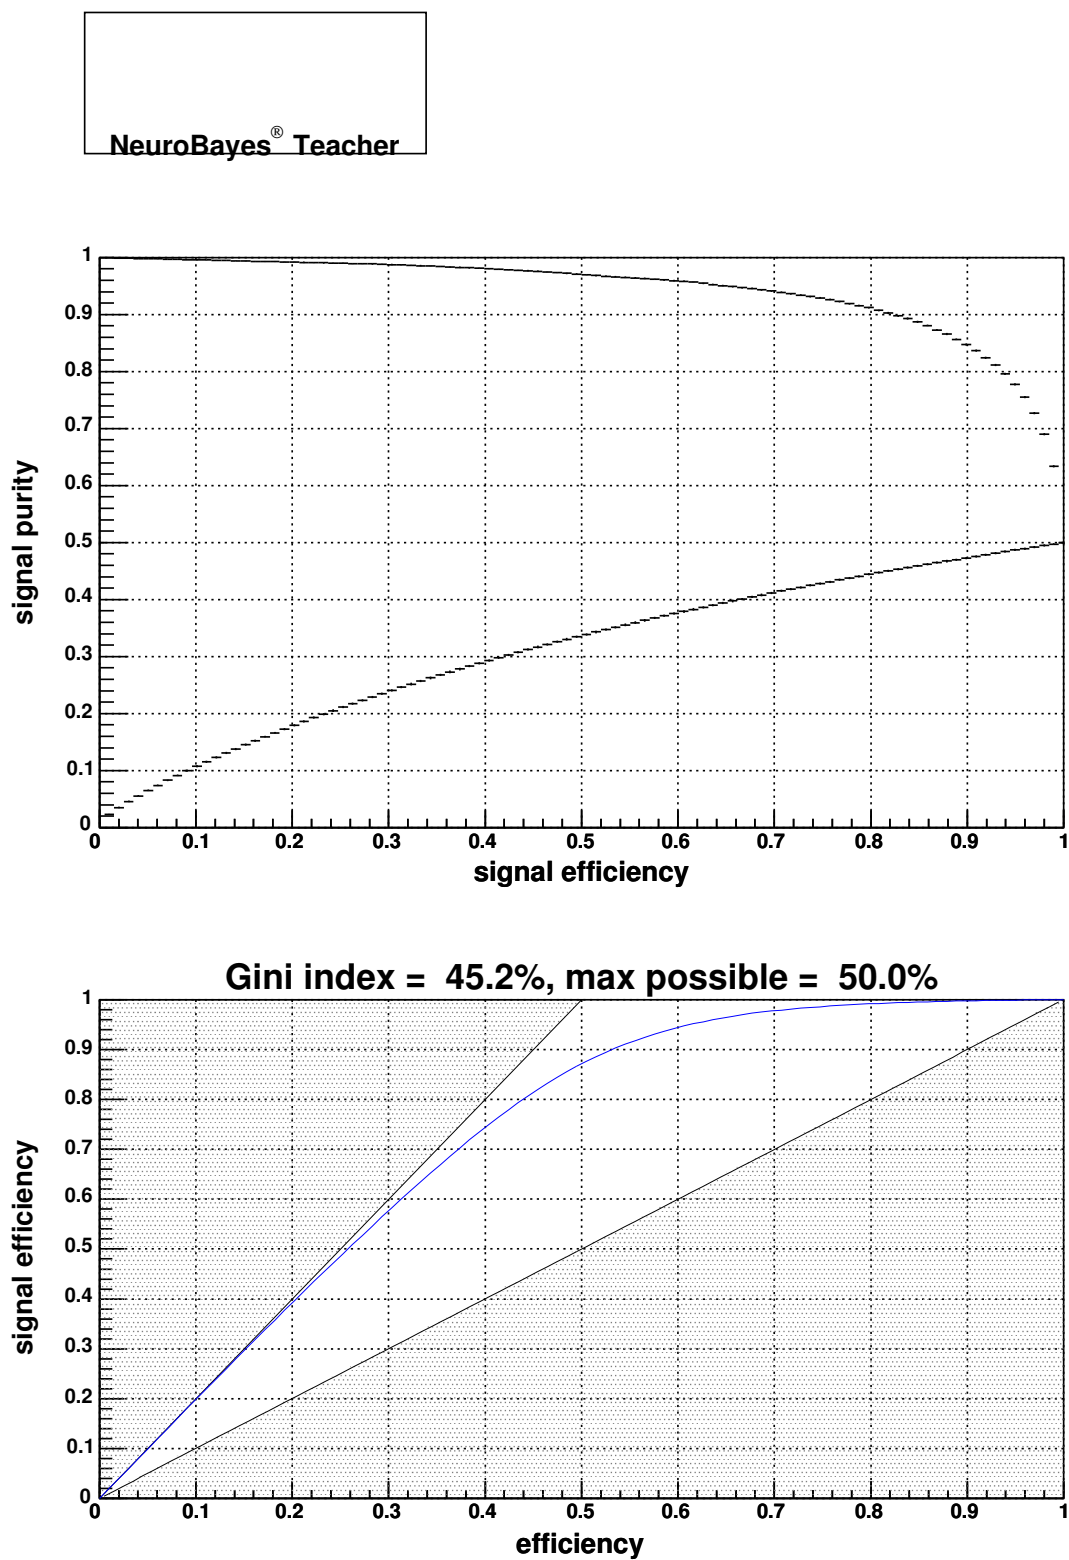 NeuroBayes® Teacher
1
0.9
0.8
0.7
0.6
0.5
0.4
0.3
0.2
0.1
0
signal purity
0 0.1 0.2 0.3 0.4 0.5 0.6 0.7 0.8 0.9 1
signal efficiency
Gini index = 45.2%, max possible = 50.0%
1
0.9
0.8
0.7
0.6
0.5
0.4
0.3
0.2
0.1
0
signal efficiency
0 0.1 0.2 0.3 0.4 0.5 0.6 0.7 0.8 0.9 1
efficiency